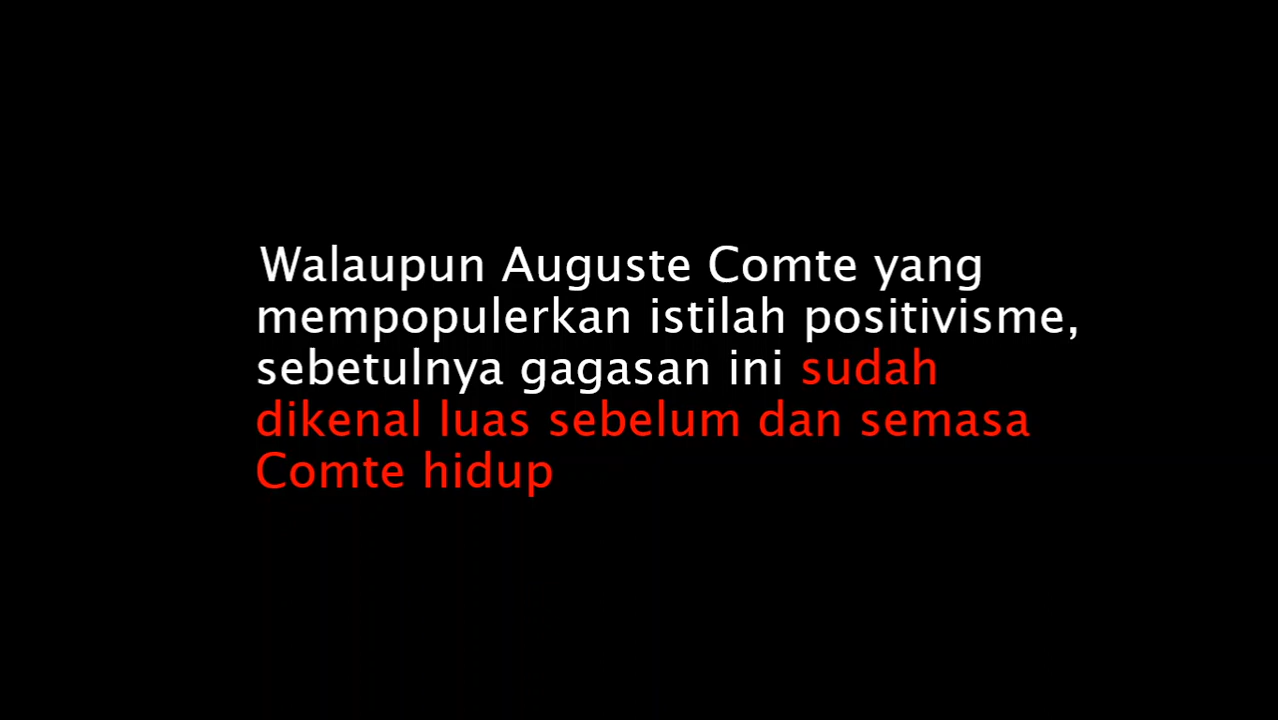 Walaupun Auguste Comte yang
mempopulerkan istilah positivisme,
sebetulnya gagasan ini sudah
dikenal luas sebelum dan semasa
Comte hidup